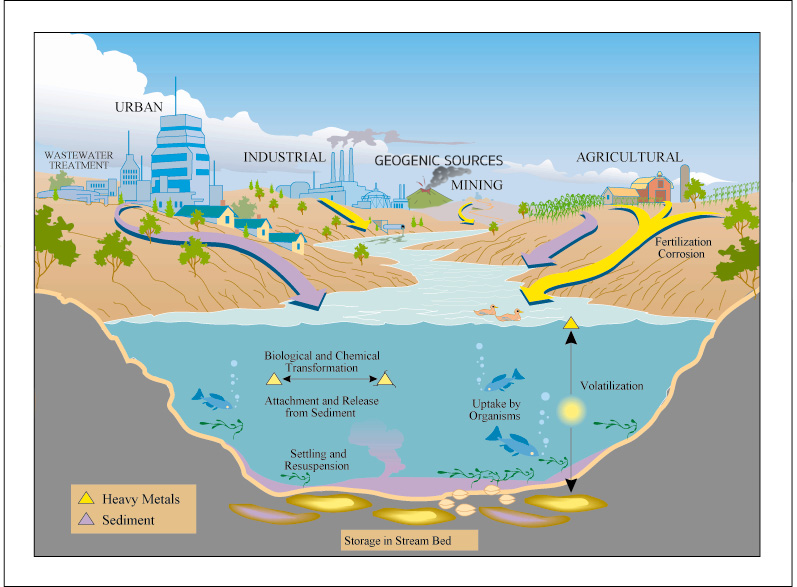 URBAN
WASTEWATER
TREATMENT
INDUSTRIAL
GEOGENIC SOURCES
MINING
AGRICULTURAL
Fertilization
Corrosion
Biological and Chemical
Transformation
Attachment and Release
from Sediment
Uptake by
Organisms
Volatilization
Settling and
Resuspension
Heavy Metals
Sediment
Storage in Stream Bed